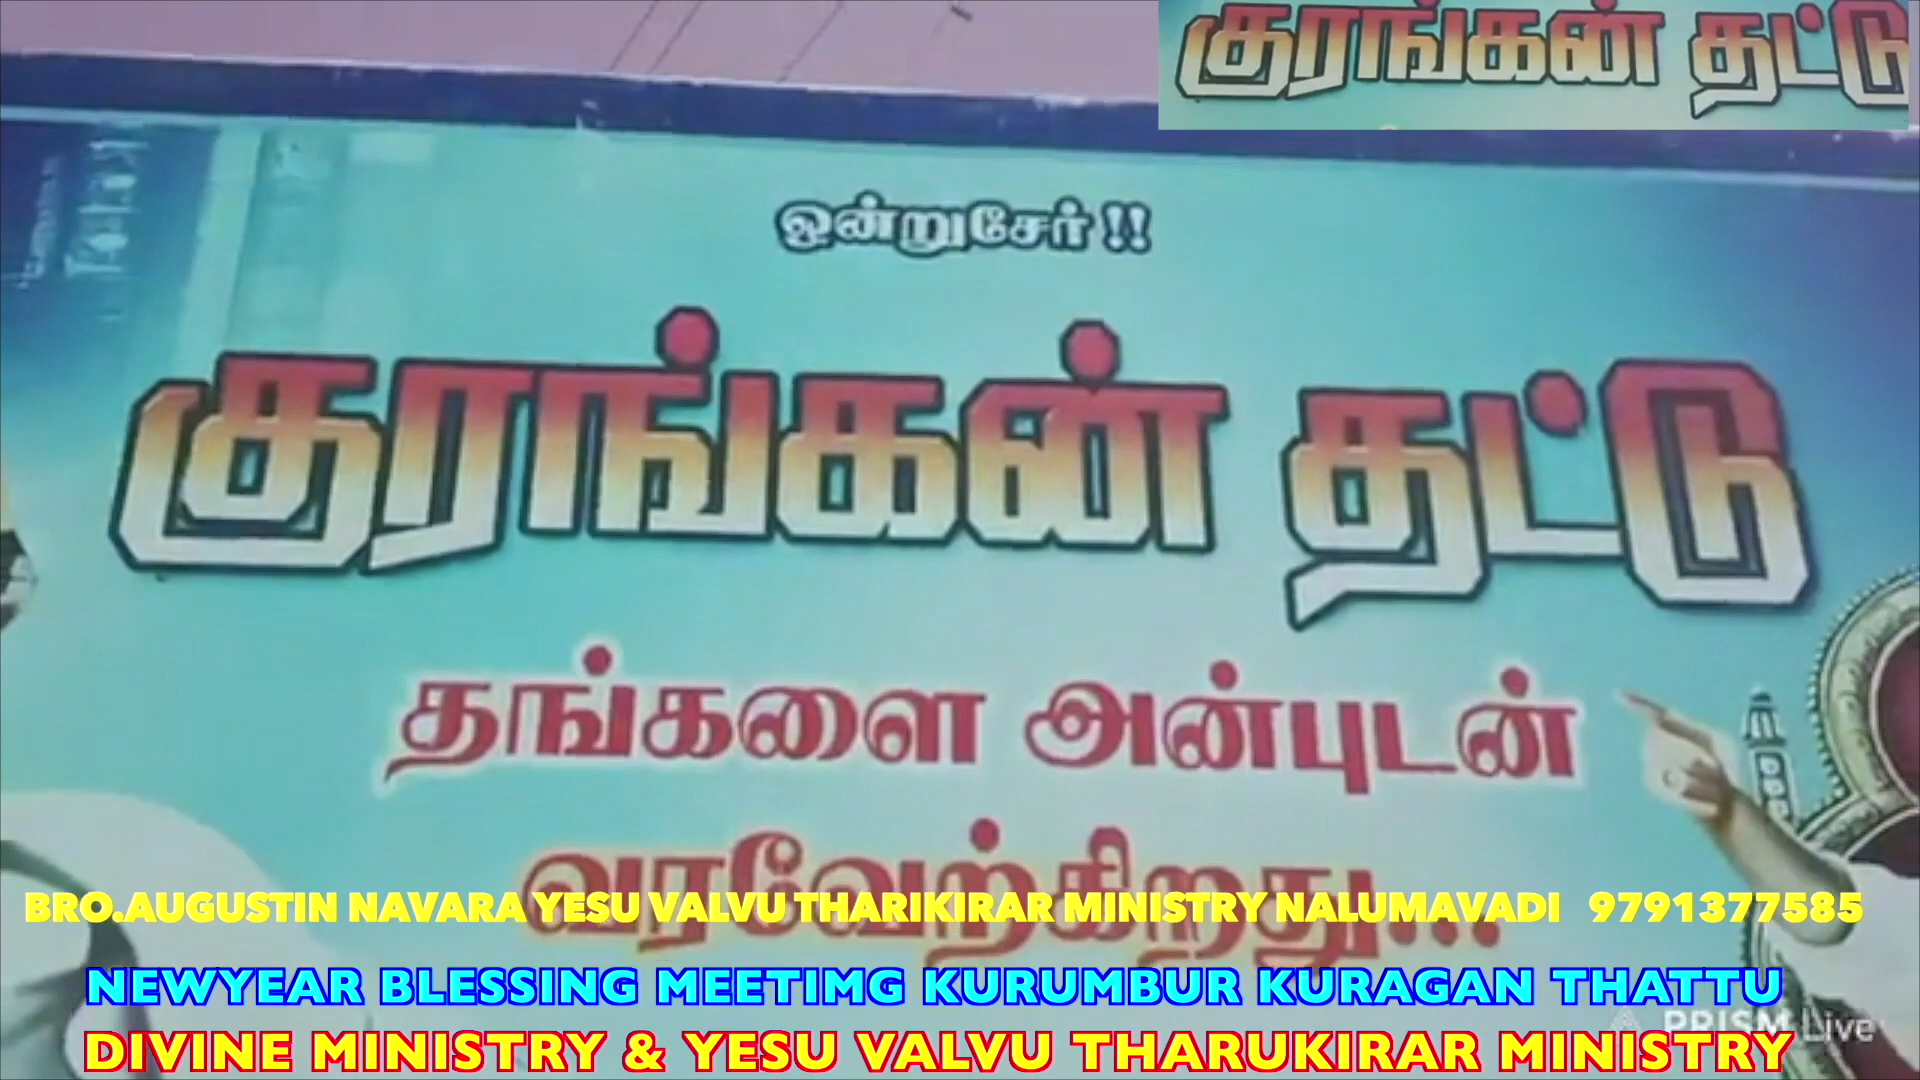 குரங்கன் தட்டு
ஒன்றுசேர் !!
குரங்கன் தட்டு
தங்களை அன்புடன்
வரவேற்கிறது...
BRO.AUGUSTIN NAVARA YESU VALVU THARIKIRAR MINISTRY NALUMAVADI 9791377585
NEWYEAR BLESSING MEETIMG KURUMBUR KURAGAN THATTU
DIVINE MINISTRY & YESU VALVU THARUKIRAR MINISTRY
PRISM Live